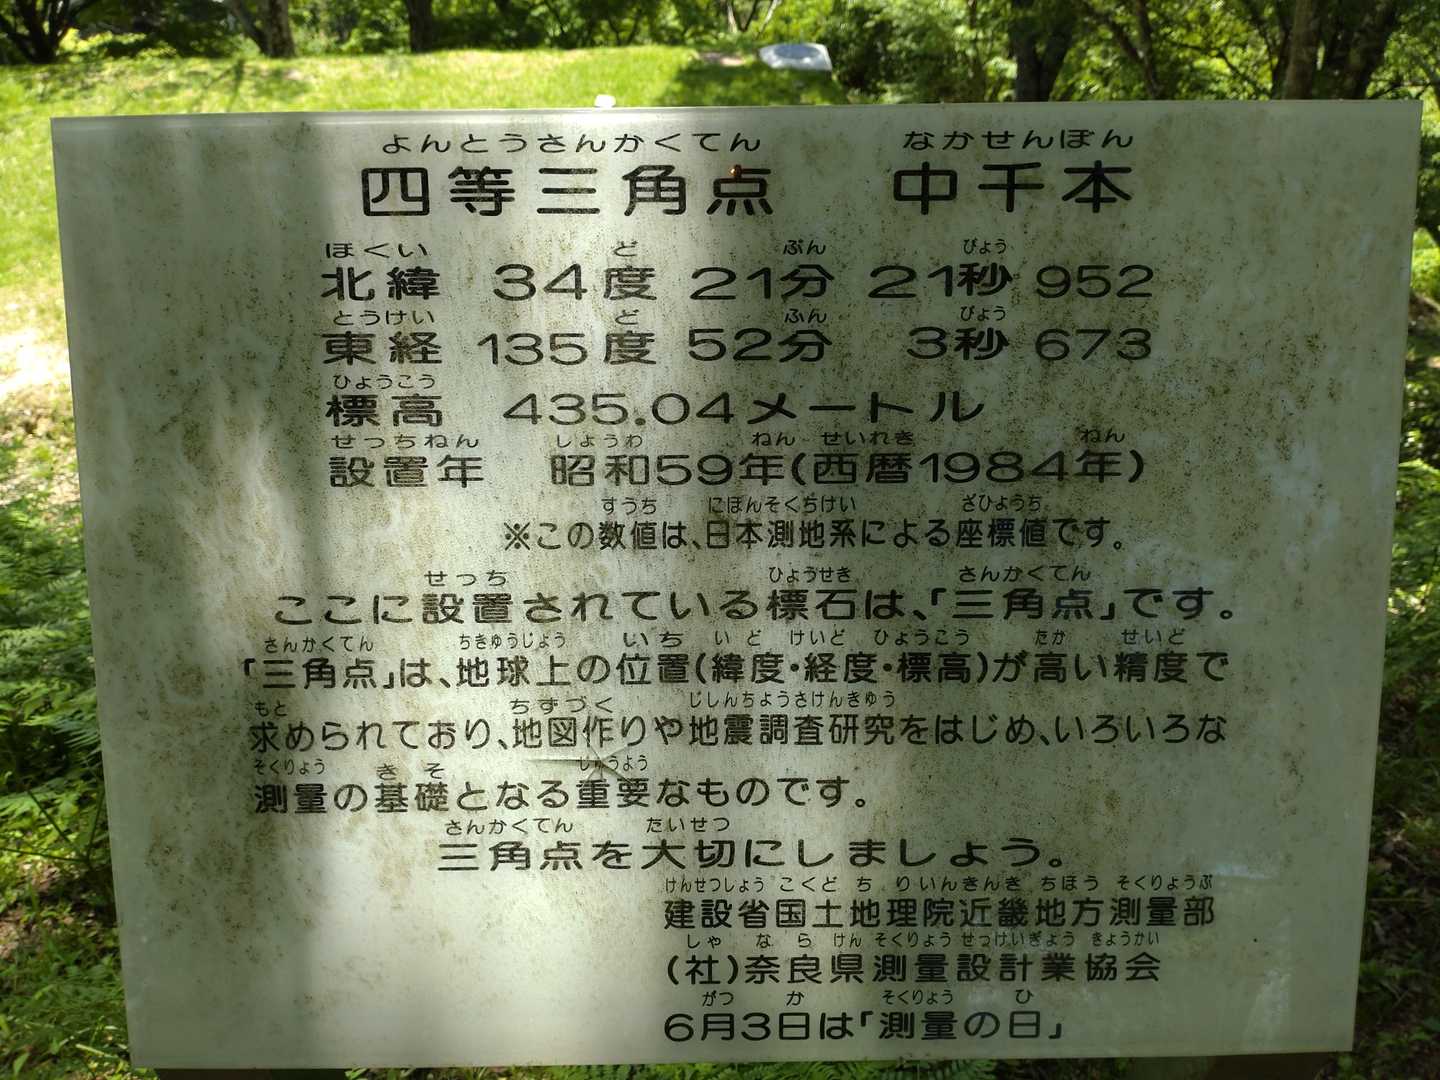 よんとうさんかくてん なかせんぼん
四等三角点 中千本
ほくい ど ぷん びょう
北緯 34度 21分 21秒 952
とうけい ど ふん びょう
東経 135度 52分 3秒 673
ひょうこう
標高 435.04メートル
せっちねん しょうわ ねん せいれき ねん
設置年 昭和59年(西暦1984年)
すうち にほんそくちけい ざひょうち
※この数値は、日本測地系による座標値です。
せっち ひょうせき さんかくてん
ここに設置されている標石は、「三角点」です。
さんかくてん ちきゅうじょう いち いど けいど ひょうこう たか せいど
「三角点」は、地球上の位置(緯度・経度・標高)が高い精度で
もと ちずづく じしんちょうさけんきゅう
求められており、地図作りや地震調査研究をはじめ、いろいろな
そくりょう きそ じゅうよう
測量の基礎となる重要なものです。
さんかくてん たいせつ
三角点を大切にしましょう。
けんせつしょう こくど ち りいんきんき ちほう そくりょうぶ
建設省国土地理院近畿地方測量部
しゃ なら けん そくりょう せっけいぎょう きょうかい
(社)奈良県測量設計業協会
がつ か そくりょう ひ
6月3日は「測量の日」